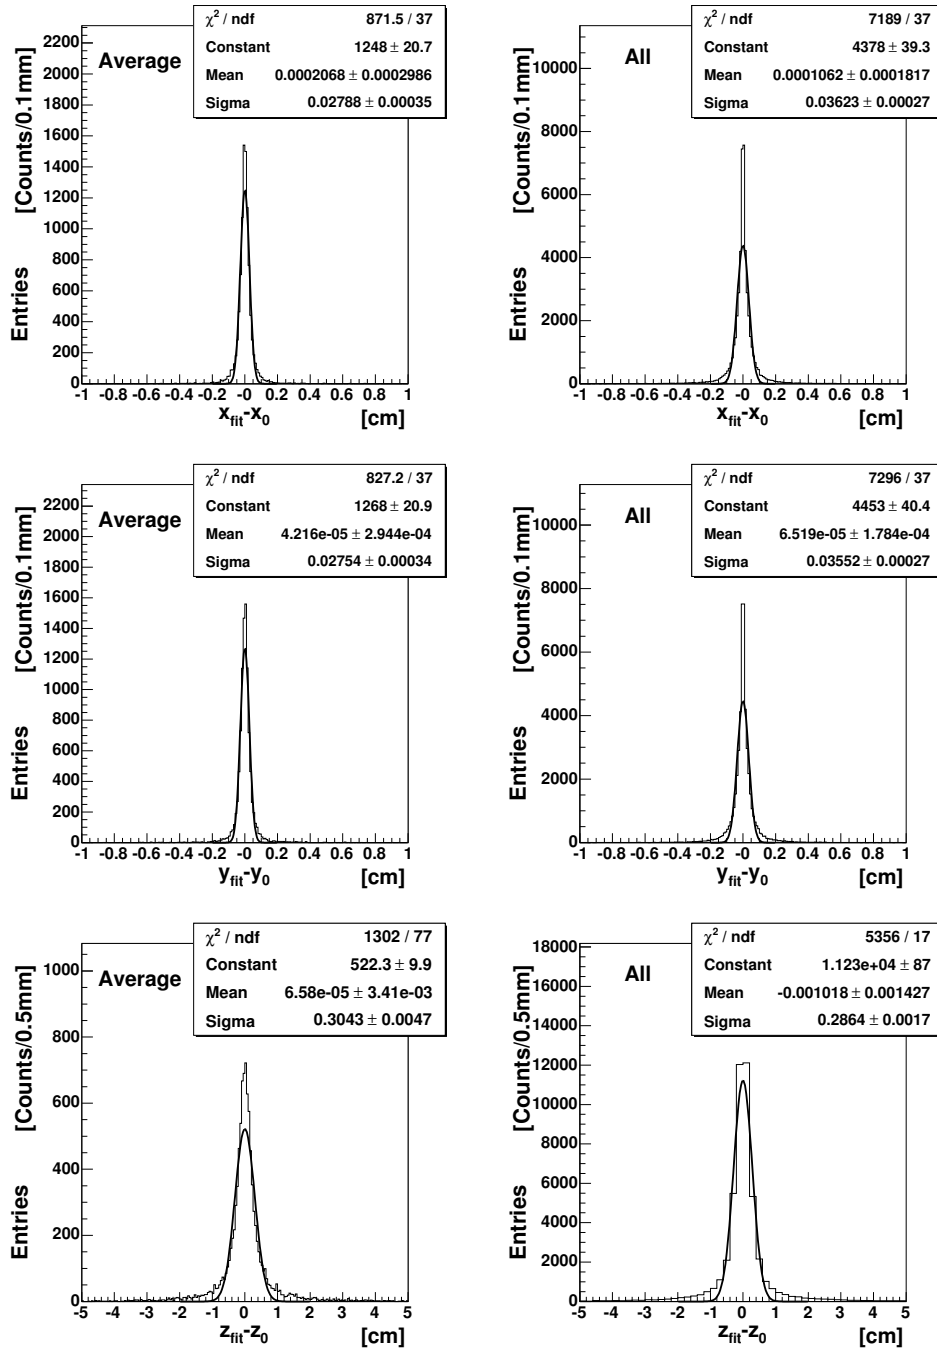 χ² / ndf 871.5 / 37
Constant 1248 ± 20.7
Mean 0.0002068 ± 0.0002986
Sigma 0.02788 ± 0.00035
Average
Entries [Counts/0.1mm]
2200
2000
1800
1600
1400
1200
1000
800
600
400
200
0
-1 -0.8 -0.6 -0.4 -0.2 -0 0.2 0.4 0.6 0.8 1
x_fit-x_0 [cm]
χ² / ndf 7189 / 37
Constant 4378 ± 39.3
Mean 0.0001062 ± 0.0001817
Sigma 0.03623 ± 0.00027
All
Entries [Counts/0.1mm]
10000
8000
6000
4000
2000
0
-1 -0.8 -0.6 -0.4 -0.2 -0 0.2 0.4 0.6 0.8 1
x_fit-x_0 [cm]
χ² / ndf 827.2 / 37
Constant 1268 ± 20.9
Mean 4.216e-05 ± 2.944e-04
Sigma 0.02754 ± 0.00034
Average
Entries [Counts/0.1mm]
2200
2000
1800
1600
1400
1200
1000
800
600
400
200
0
-1 -0.8 -0.6 -0.4 -0.2 -0 0.2 0.4 0.6 0.8 1
y_fit-y_0 [cm]
χ² / ndf 7296 / 37
Constant 4453 ± 40.4
Mean 6.519e-05 ± 1.784e-04
Sigma 0.03552 ± 0.00027
All
Entries [Counts/0.1mm]
10000
8000
6000
4000
2000
0
-1 -0.8 -0.6 -0.4 -0.2 -0 0.2 0.4 0.6 0.8 1
y_fit-y_0 [cm]
χ² / ndf 1302 / 77
Constant 522.3 ± 9.9
Mean 6.58e-05 ± 3.41e-03
Sigma 0.3043 ± 0.0047
Average
Entries [Counts/0.5mm]
1000
800
600
400
200
0
-5 -4 -3 -2 -1 0 1 2 3 4 5
z_fit-z_0 [cm]
χ² / ndf 5356 / 17
Constant 1.123e+04 ± 87
Mean -0.001018 ± 0.001427
Sigma 0.2864 ± 0.0017
All
Entries [Counts/0.5mm]
18000
16000
14000
12000
10000
8000
6000
4000
2000
0
-5 -4 -3 -2 -1 0 1 2 3 4 5
z_fit-z_0 [cm]